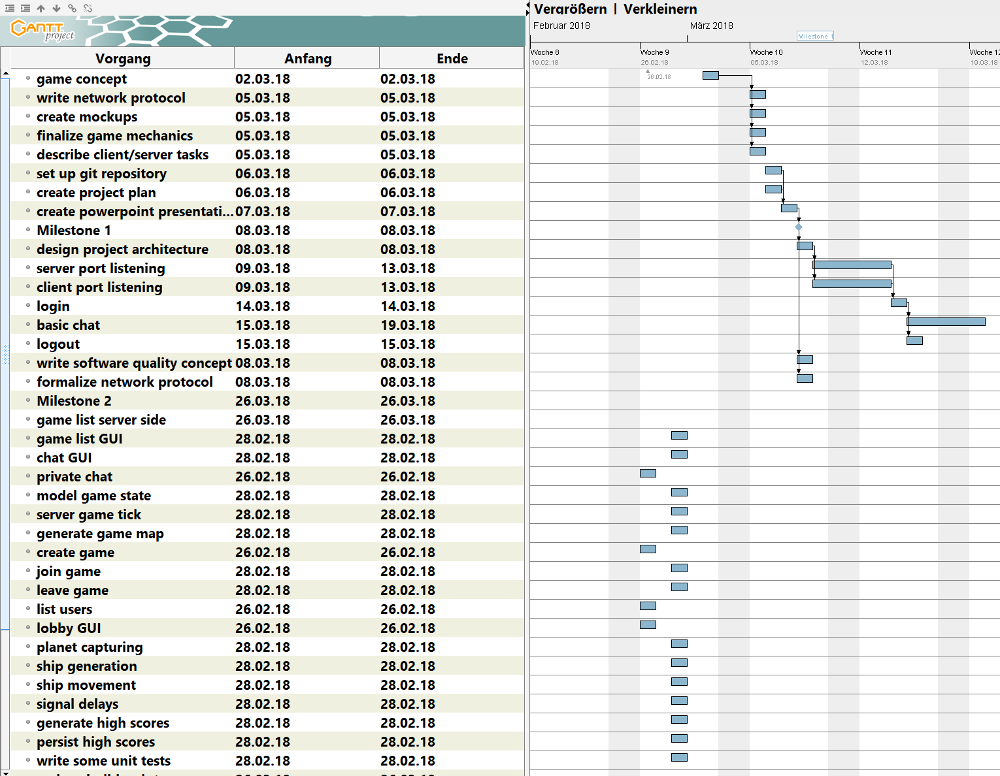 Vergrößern | Verkleinern
GANTT
project
Februar 2018 März 2018
Milestone 1
Vorgang Anfang Ende
Woche 8 Woche 9 Woche 10 Woche 11 Woche 12
19.02.18 26.02.18 05.03.18 12.03.18 19.03.18
26.02.18
game concept 02.03.18 02.03.18
write network protocol 05.03.18 05.03.18
create mockups 05.03.18 05.03.18
finalize game mechanics 05.03.18 05.03.18
describe client/server tasks 05.03.18 05.03.18
set up git repository 06.03.18 06.03.18
create project plan 06.03.18 06.03.18
create powerpoint presentati... 07.03.18 07.03.18
Milestone 1 08.03.18 08.03.18
design project architecture 08.03.18 08.03.18
server port listening 09.03.18 13.03.18
client port listening 09.03.18 13.03.18
login 14.03.18 14.03.18
basic chat 15.03.18 19.03.18
logout 15.03.18 15.03.18
write software quality concept 08.03.18 08.03.18
formalize network protocol 08.03.18 08.03.18
Milestone 2 26.03.18 26.03.18
game list server side 26.03.18 26.03.18
game list GUI 28.02.18 28.02.18
chat GUI 28.02.18 28.02.18
private chat 26.02.18 26.02.18
model game state 28.02.18 28.02.18
server game tick 28.02.18 28.02.18
generate game map 28.02.18 28.02.18
create game 26.02.18 26.02.18
join game 28.02.18 28.02.18
leave game 28.02.18 28.02.18
list users 26.02.18 26.02.18
lobby GUI 26.02.18 26.02.18
planet capturing 28.02.18 28.02.18
ship generation 28.02.18 28.02.18
ship movement 28.02.18 28.02.18
signal delays 28.02.18 28.02.18
generate high scores 28.02.18 28.02.18
persist high scores 28.02.18 28.02.18
write some unit tests 28.02.18 28.02.18